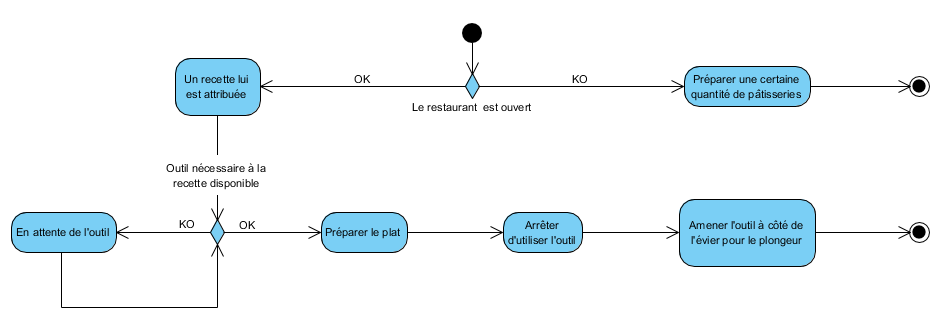 Un recette lui
est attribuée
OK
KO
Le restaurant est ouvert
Préparer une certaine
quantité de pâtisseries
Outil nécessaire à la
recette disponible
En attente de l'outil
KO
OK
Préparer le plat
Arrêter
d'utiliser l'outil
Amener l'outil à côté de
l'évier pour le plongeur